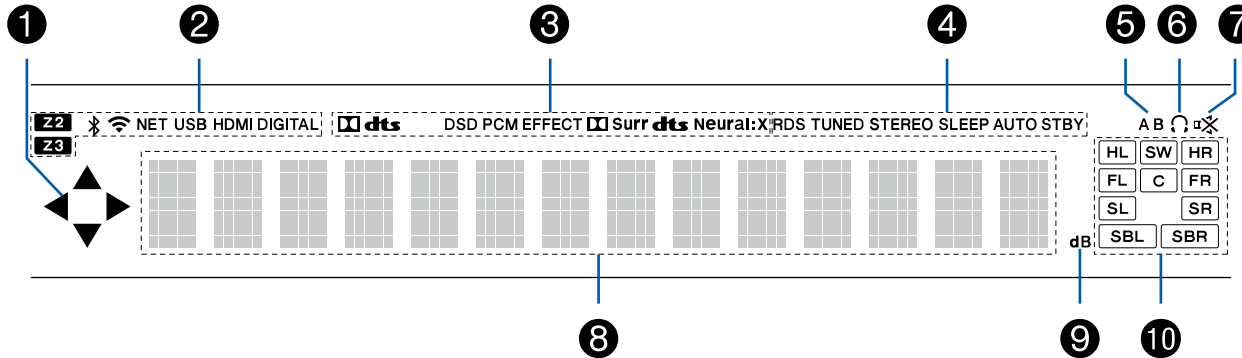 1 2 3 4 5 6 7
Z2 NET USB HDMI DIGITAL dts DSD PCM EFFECT Surr dts Neural:X RDS TUNED STEREO SLEEP AUTO STBY A B
Z3
HL SW HR
FL C FR
SL SR
dB SBL SBR
8 9 10